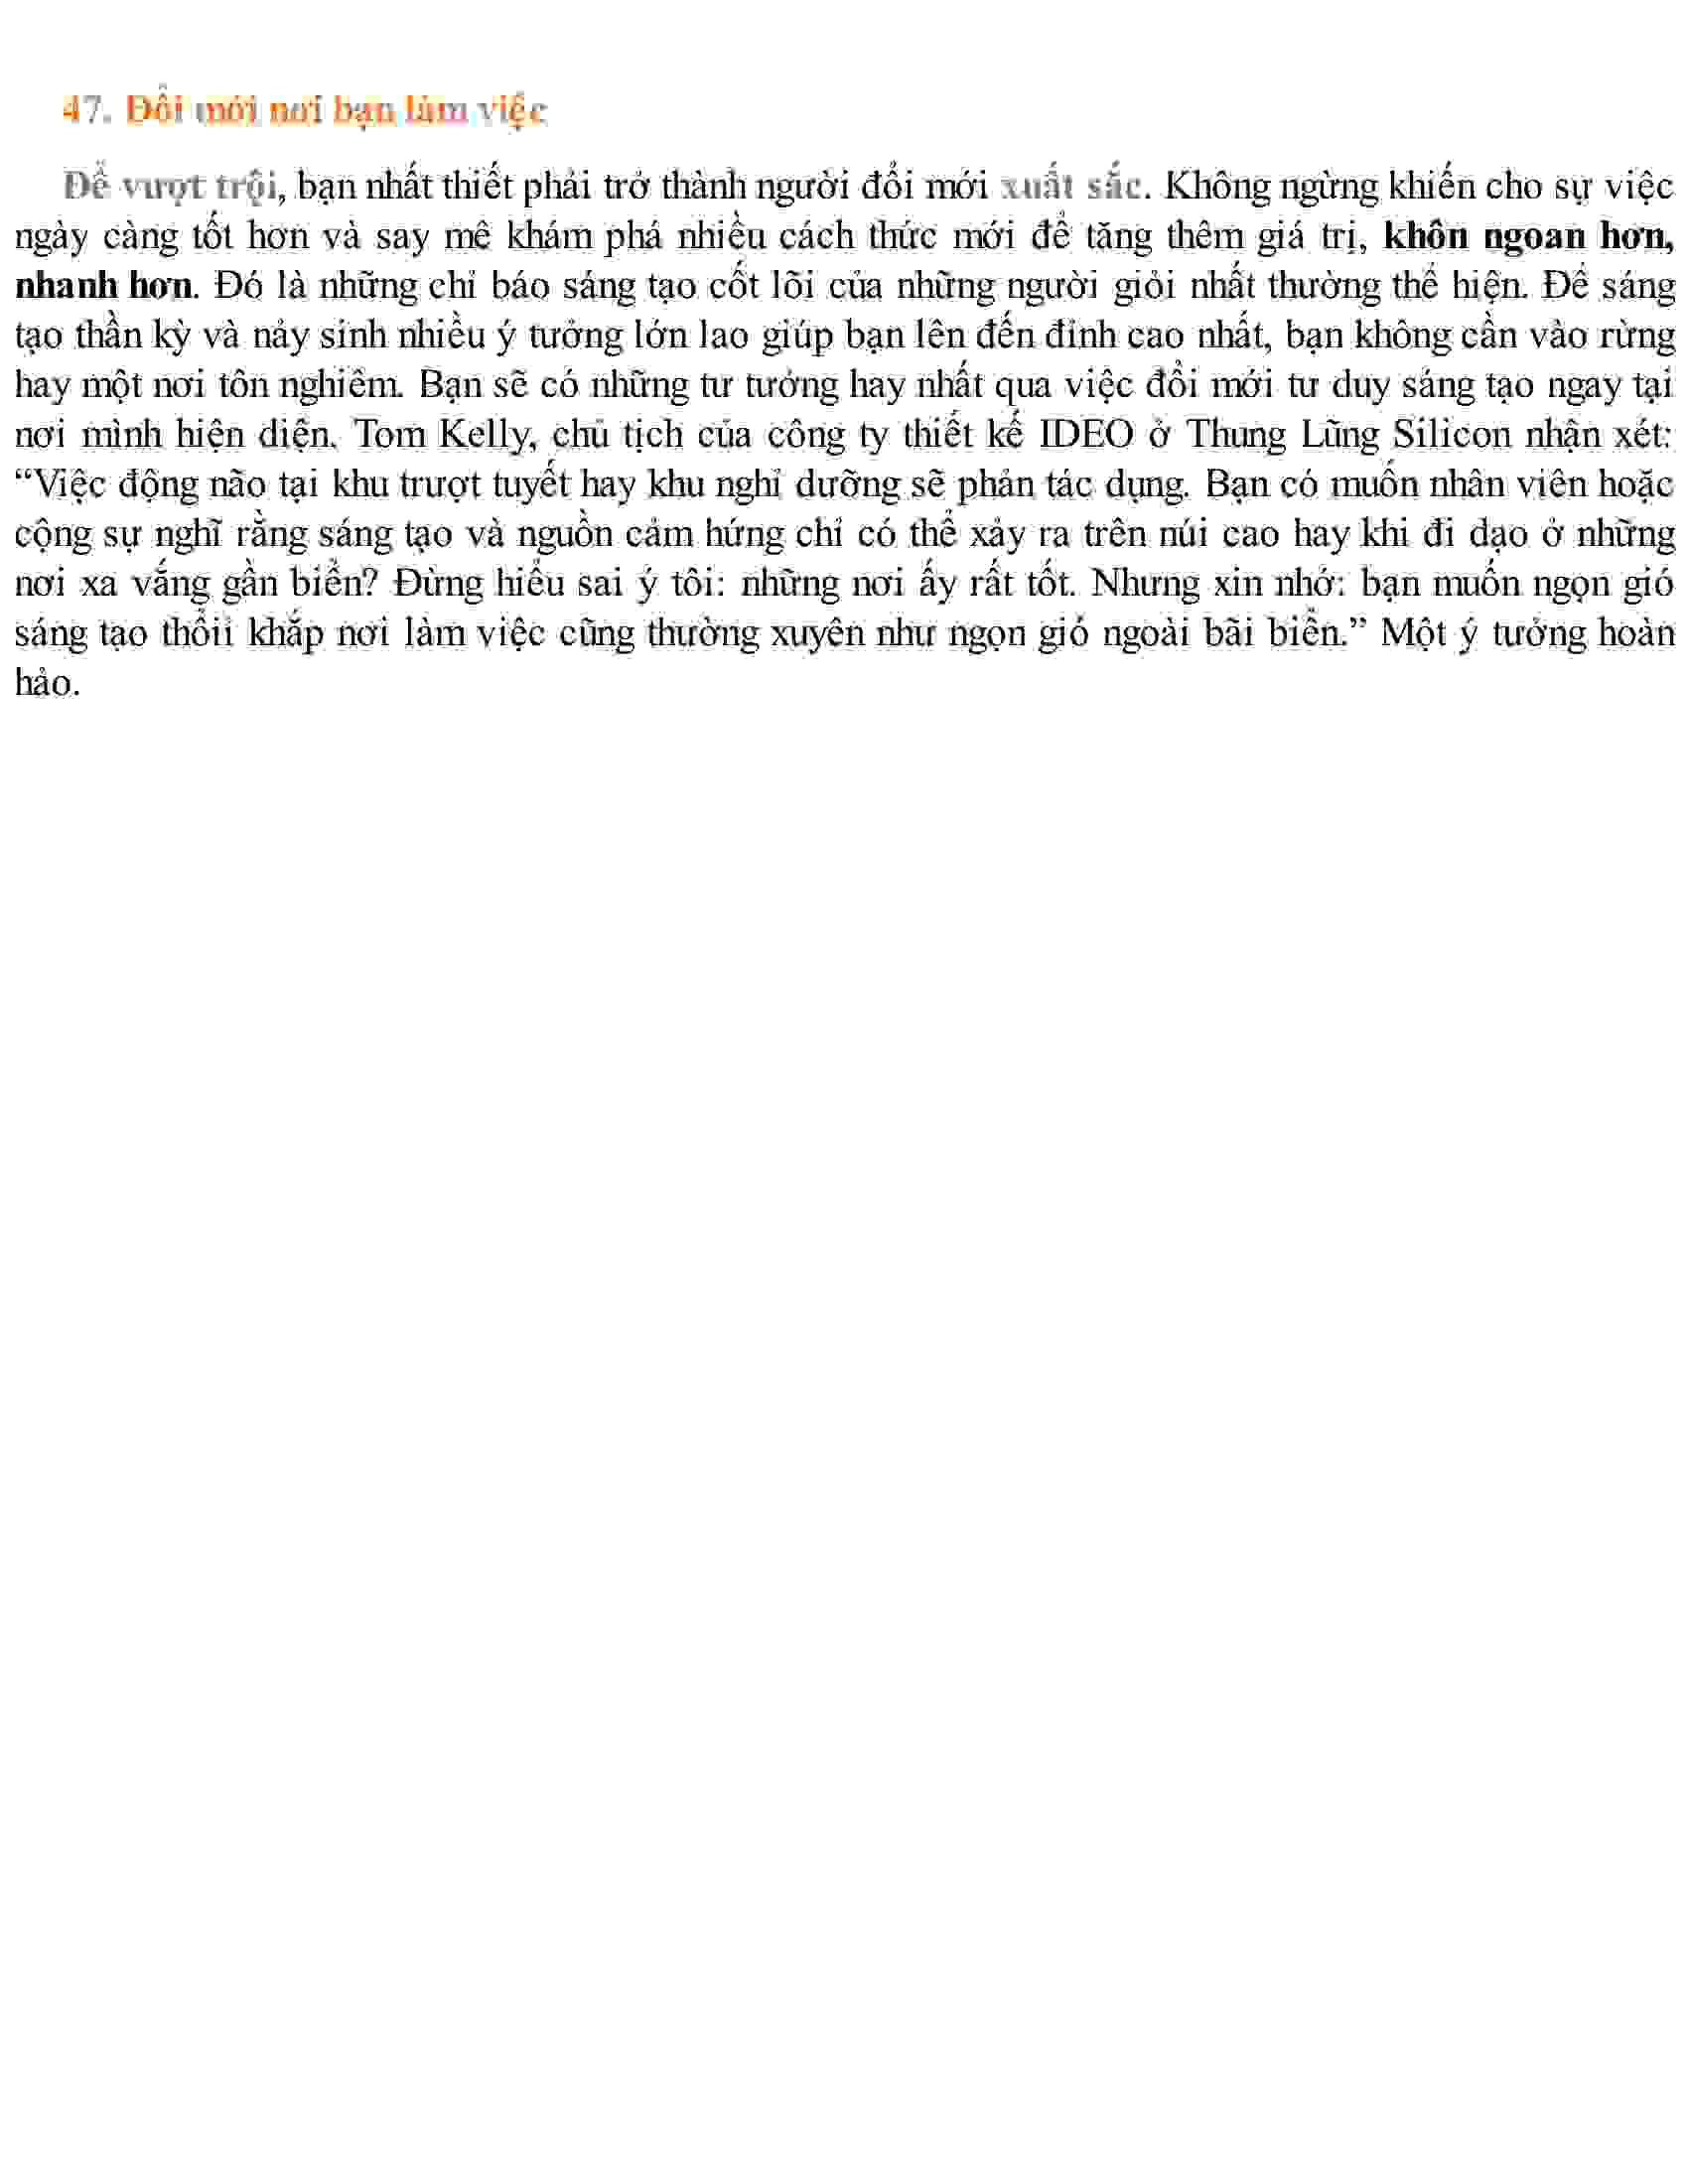 47. Đổi mới nơi bạn làm việc
Để vượt trội, bạn nhất thiết phải trở thành người đổi mới xuất sắc. Không ngừng khiến cho sự việc
ngày càng tốt hơn và say mê khám phá nhiều cách thức mới để tăng thêm giá trị, khôn ngoan hơn,
nhanh hơn. Đó là những chỉ báo sáng tạo cốt lõi của những người giỏi nhất thường thể hiện. Để sáng
tạo thần kỳ và nảy sinh nhiều ý tưởng lớn lao giúp bạn lên đến đỉnh cao nhất, bạn không cần vào rừng
hay một nơi tôn nghiêm. Bạn sẽ có những tư tưởng hay nhất qua việc đổi mới tư duy sáng tạo ngay tại
nơi mình hiện diện. Tom Kelly, chủ tịch của công ty thiết kế IDEO ở Thung Lũng Silicon nhận xét:
“Việc động não tại khu trượt tuyết hay khu nghỉ dưỡng sẽ phản tác dụng. Bạn có muốn nhân viên hoặc
cộng sự nghĩ rằng sáng tạo và nguồn cảm hứng chỉ có thể xảy ra trên núi cao hay khi đi dạo ở những
nơi xa vắng gần biển? Đừng hiểu sai ý tôi: những nơi ấy rất tốt. Nhưng xin nhớ: bạn muốn ngọn gió
sáng tạo thổii khắp nơi làm việc cũng thường xuyên như ngọn gió ngoài bãi biển.” Một ý tưởng hoàn
hảo.